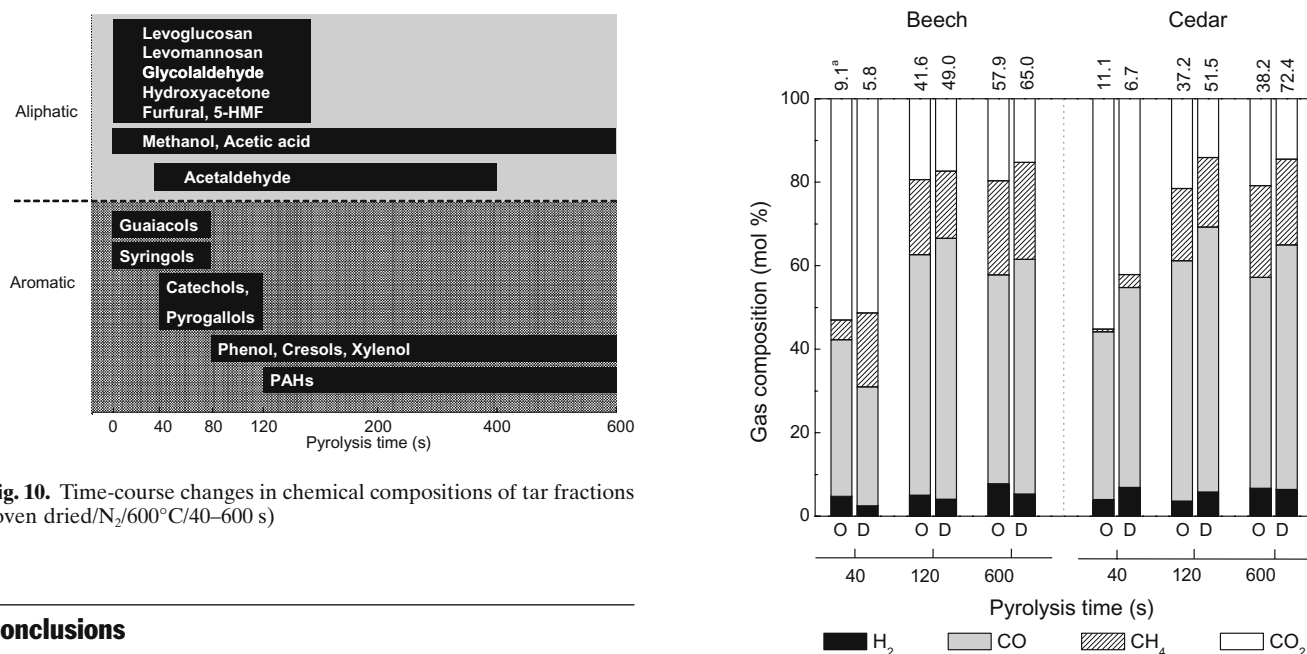 Levoglucosan
Levomannosan
Glycolaldehyde
Hydroxyacetone
Furfural, 5-HMF
Aliphatic
Methanol, Acetic acid
Acetaldehyde
Guaiacols
Syringols
Aromatic
Catechols,
Pyrogallols
Phenol, Cresols, Xylenol
PAHs
0 40 80 120 200 400 600
Pyrolysis time (s)
ig. 10. Time-course changes in chemical compositions of tar fractions
oven dried/N₂/600°C/40–600 s)
onclusions
Beech Cedar
9.1ᵃ 5.8 41.6 49.0 57.9 65.0 11.1 6.7 37.2 51.5 38.2 72.4
100
80
60
40
20
0
Gas composition (mol %)
O D O D O D O D O D O D
40 120 600 40 120 600
Pyrolysis time (s)
H₂ CO CH₄ CO₂